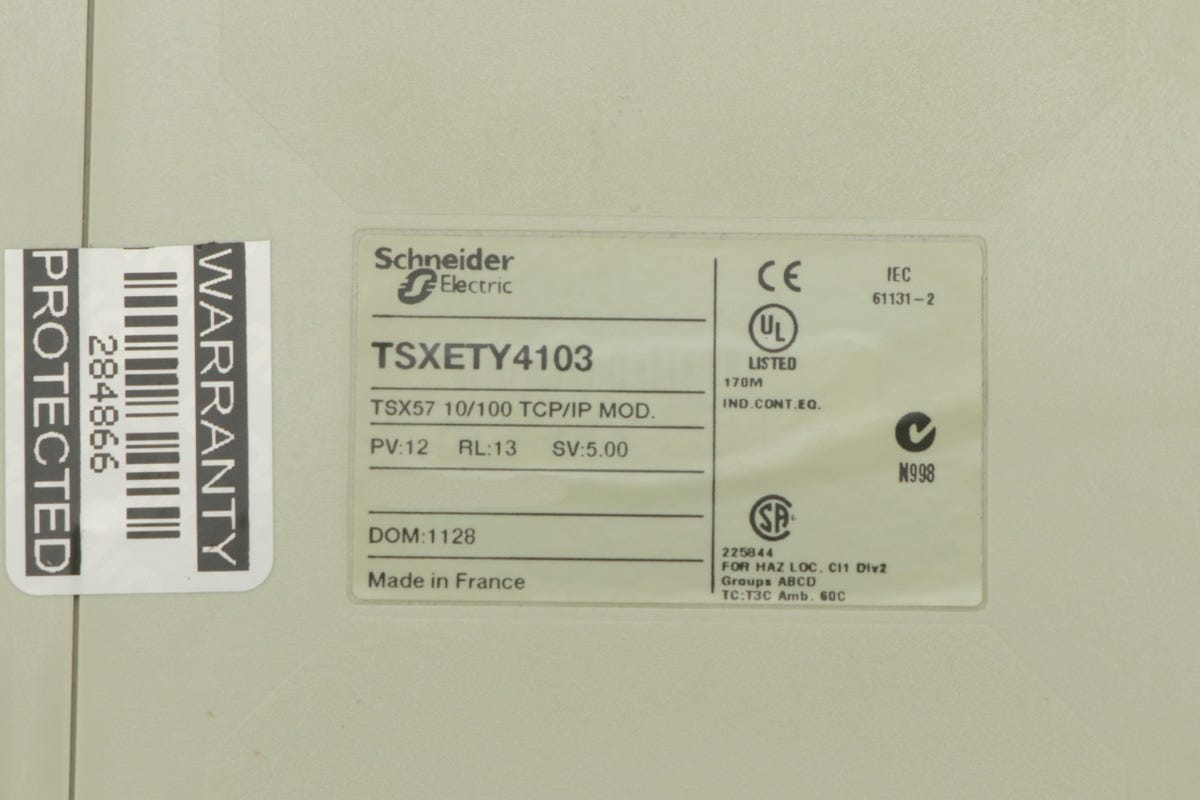 WARRANTY
284866
PROTECTED
Schneider
Electric
TSXETY4103
TSX57 10/100 TCP/IP MOD.
PV:12 RL:13 SV:5.00
DOM:1128
Made in France
CE
IEC
61131-2
UL
LISTED
170M
IND.CONT.EQ.
N998
SA
225844
FOR HAZ LOC. Cl1 Div2
Groups ABCD
TC:T3C Amb. 60C